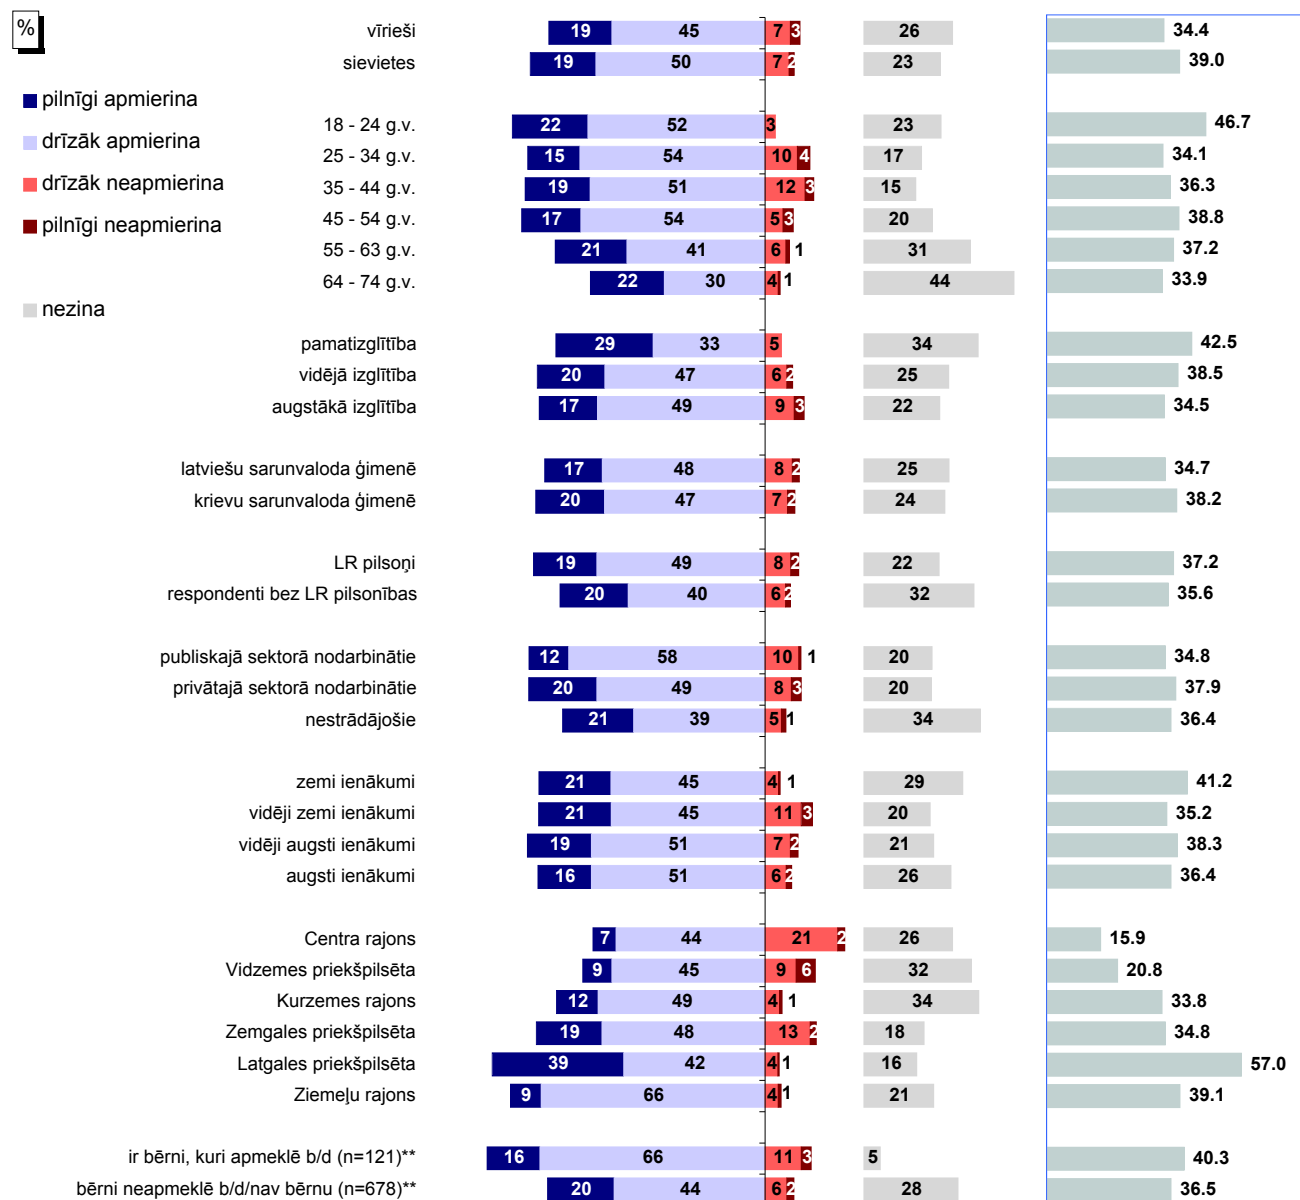 %
pilnīgi apmierina
drīzāk apmierina
drīzāk neapmierina
pilnīgi neapmierina
nezina
vīrieši 19 45 7 3 26 34.4
sievietes 19 50 7 2 23 39.0
18 - 24 g.v. 22 52 3 23 46.7
25 - 34 g.v. 15 54 10 4 17 34.1
35 - 44 g.v. 19 51 12 3 15 36.3
45 - 54 g.v. 17 54 5 3 20 38.8
55 - 63 g.v. 21 41 6 1 31 37.2
64 - 74 g.v. 22 30 4 1 44 33.9
pamatizglītība 29 33 5 34 42.5
vidējā izglītība 20 47 6 2 25 38.5
augstākā izglītība 17 49 9 3 22 34.5
latviešu sarunvaloda ģimenē 17 48 8 2 25 34.7
krievu sarunvaloda ģimenē 20 47 7 2 24 38.2
LR pilsoņi 19 49 8 2 22 37.2
respondenti bez LR pilsonības 20 40 6 2 32 35.6
publiskajā sektorā nodarbinātie 12 58 10 1 20 34.8
privātajā sektorā nodarbinātie 20 49 8 3 20 37.9
nestrādājošie 21 39 5 1 34 36.4
zemi ienākumi 21 45 4 1 29 41.2
vidēji zemi ienākumi 21 45 11 3 20 35.2
vidēji augsti ienākumi 19 51 7 2 21 38.3
augsti ienākumi 16 51 6 2 26 36.4
Centra rajons 7 44 21 2 26 15.9
Vidzemes priekšpilsēta 9 45 9 6 32 20.8
Kurzemes rajons 12 49 4 1 34 33.8
Zemgales priekšpilsēta 19 48 13 2 18 34.8
Latgales priekšpilsēta 39 42 4 1 16 57.0
Ziemeļu rajons 9 66 4 1 21 39.1
ir bērni, kuri apmeklē b/d (n=121)** 16 66 11 3 5 40.3
bērni neapmeklē b/d/nav bērnu (n=678)** 20 44 6 2 28 36.5